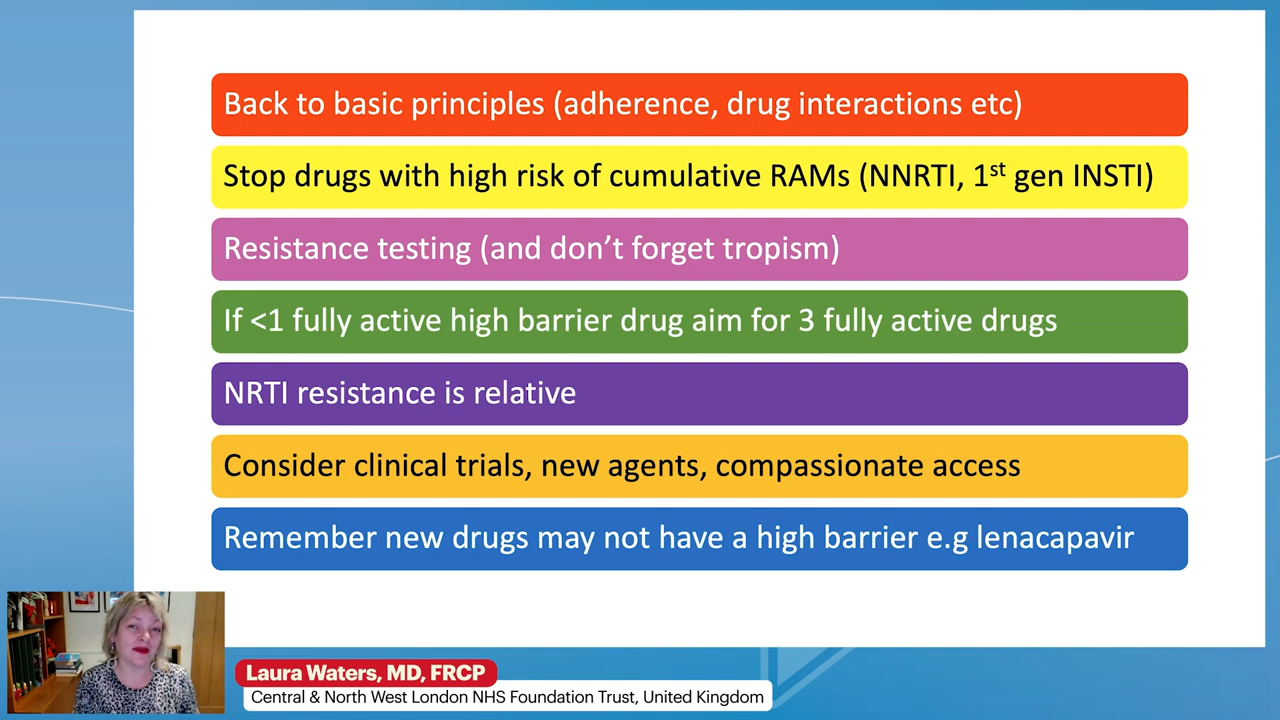 Back to basic principles (adherence, drug interactions etc)
Stop drugs with high risk of cumulative RAMs (NNRTI, 1st gen INSTI)
Resistance testing (and don’t forget tropism)
If <1 fully active high barrier drug aim for 3 fully active drugs
NRTI resistance is relative
Consider clinical trials, new agents, compassionate access
Remember new drugs may not have a high barrier e.g lenacapavir
Laura Waters, MD, FRCP
Central & North West London NHS Foundation Trust, United Kingdom